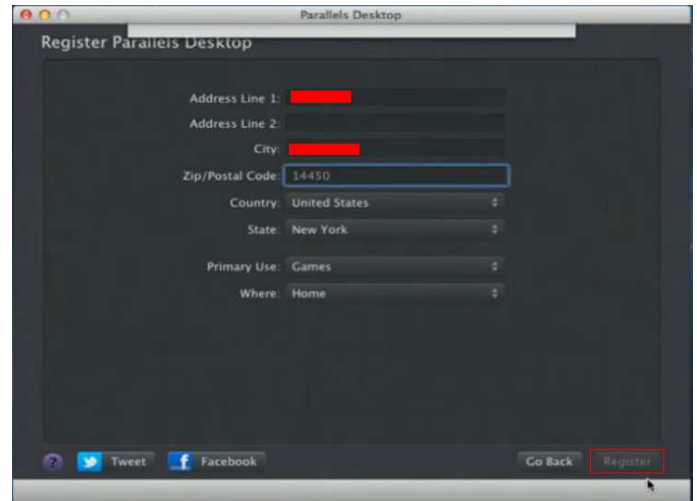 Parallels Desktop
Register Parallels Desktop
Address Line 1:
Address Line 2:
City:
Zip/Postal Code: 14450
Country: United States
State: New York
Primary Use: Games
Where: Home
? Tweet f Facebook Go Back Register